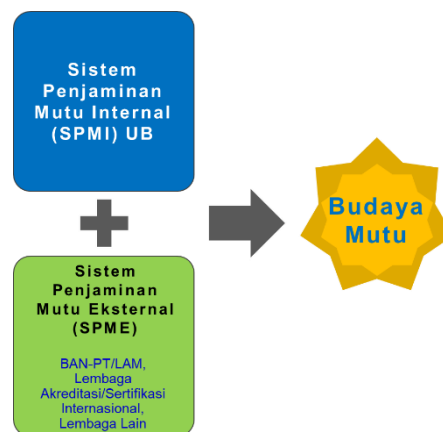 Sistem
Penjaminan
Mutu Internal
(SPMI) UB
Sistem
Penjaminan
Mutu Eksternal
(SPME)
BAN-PT/LAM,
Lembaga
Akreditasi/Sertifikasi
Internasional,
Lembaga Lain
Budaya
Mutu